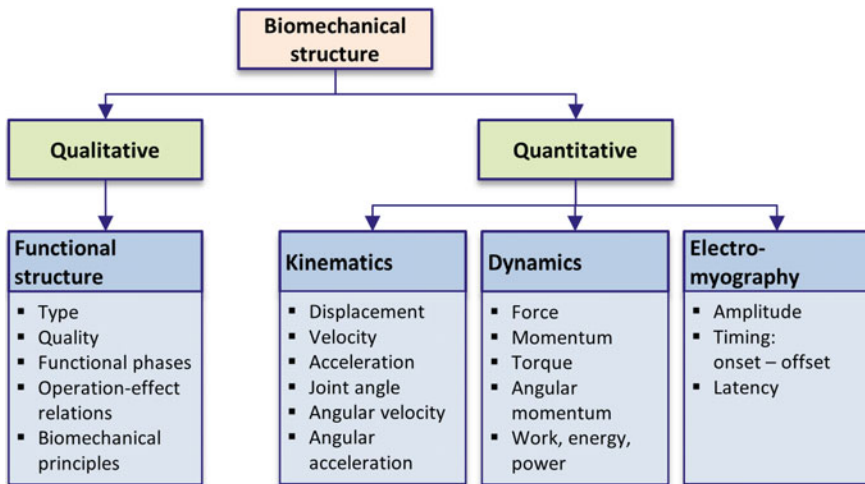 Biomechanical
structure
Qualitative
Quantitative
Functional
structure
▪ Type
▪ Quality
▪ Functional phases
▪ Operation-effect
relations
▪ Biomechanical
principles
Kinematics
▪ Displacement
▪ Velocity
▪ Acceleration
▪ Joint angle
▪ Angular velocity
▪ Angular
acceleration
Dynamics
▪ Force
▪ Momentum
▪ Torque
▪ Angular
momentum
▪ Work, energy,
power
Electro-
myography
▪ Amplitude
▪ Timing:
onset – offset
▪ Latency